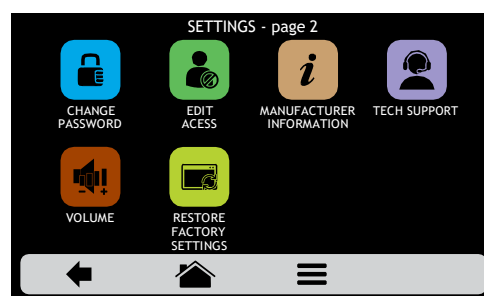 SETTINGS - page 2
CHANGE
PASSWORD
EDIT
ACESS
MANUFACTURER
INFORMATION
TECH SUPPORT
VOLUME
RESTORE
FACTORY
SETTINGS